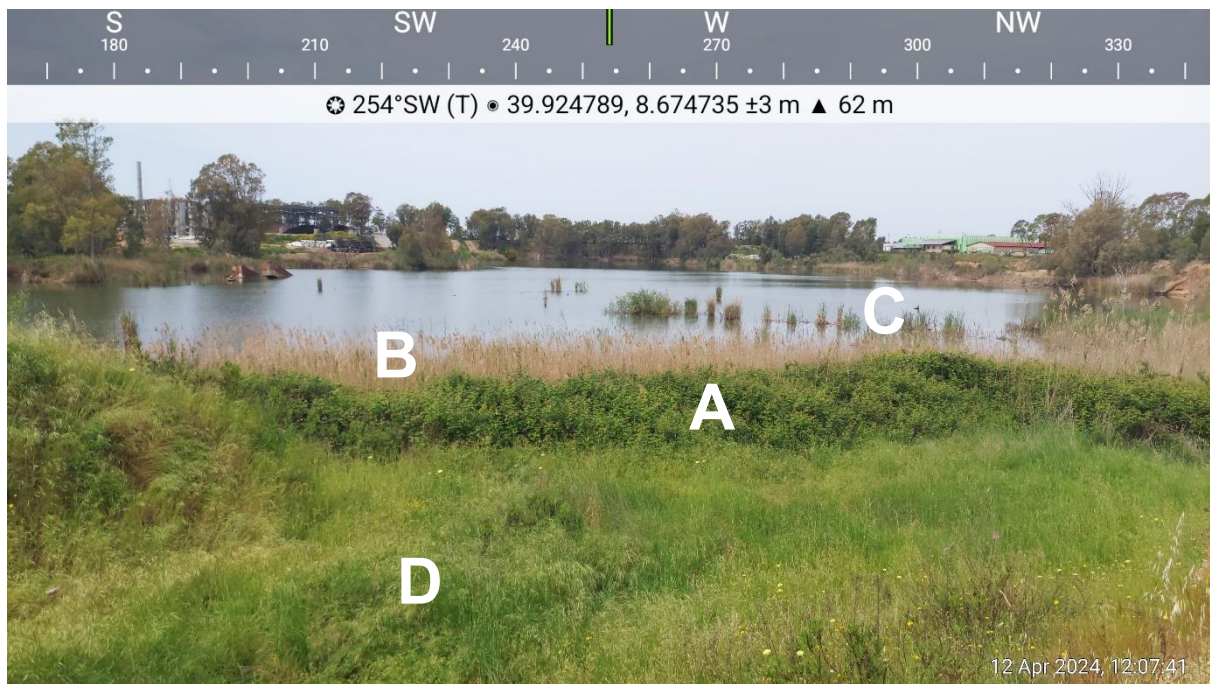 S SW W NW
180 210 240 270 300 330
254°SW (T) 39.924789, 8.674735 ±3 m ▲ 62 m
C
B
A
D
12 Apr 2024, 12:07:41